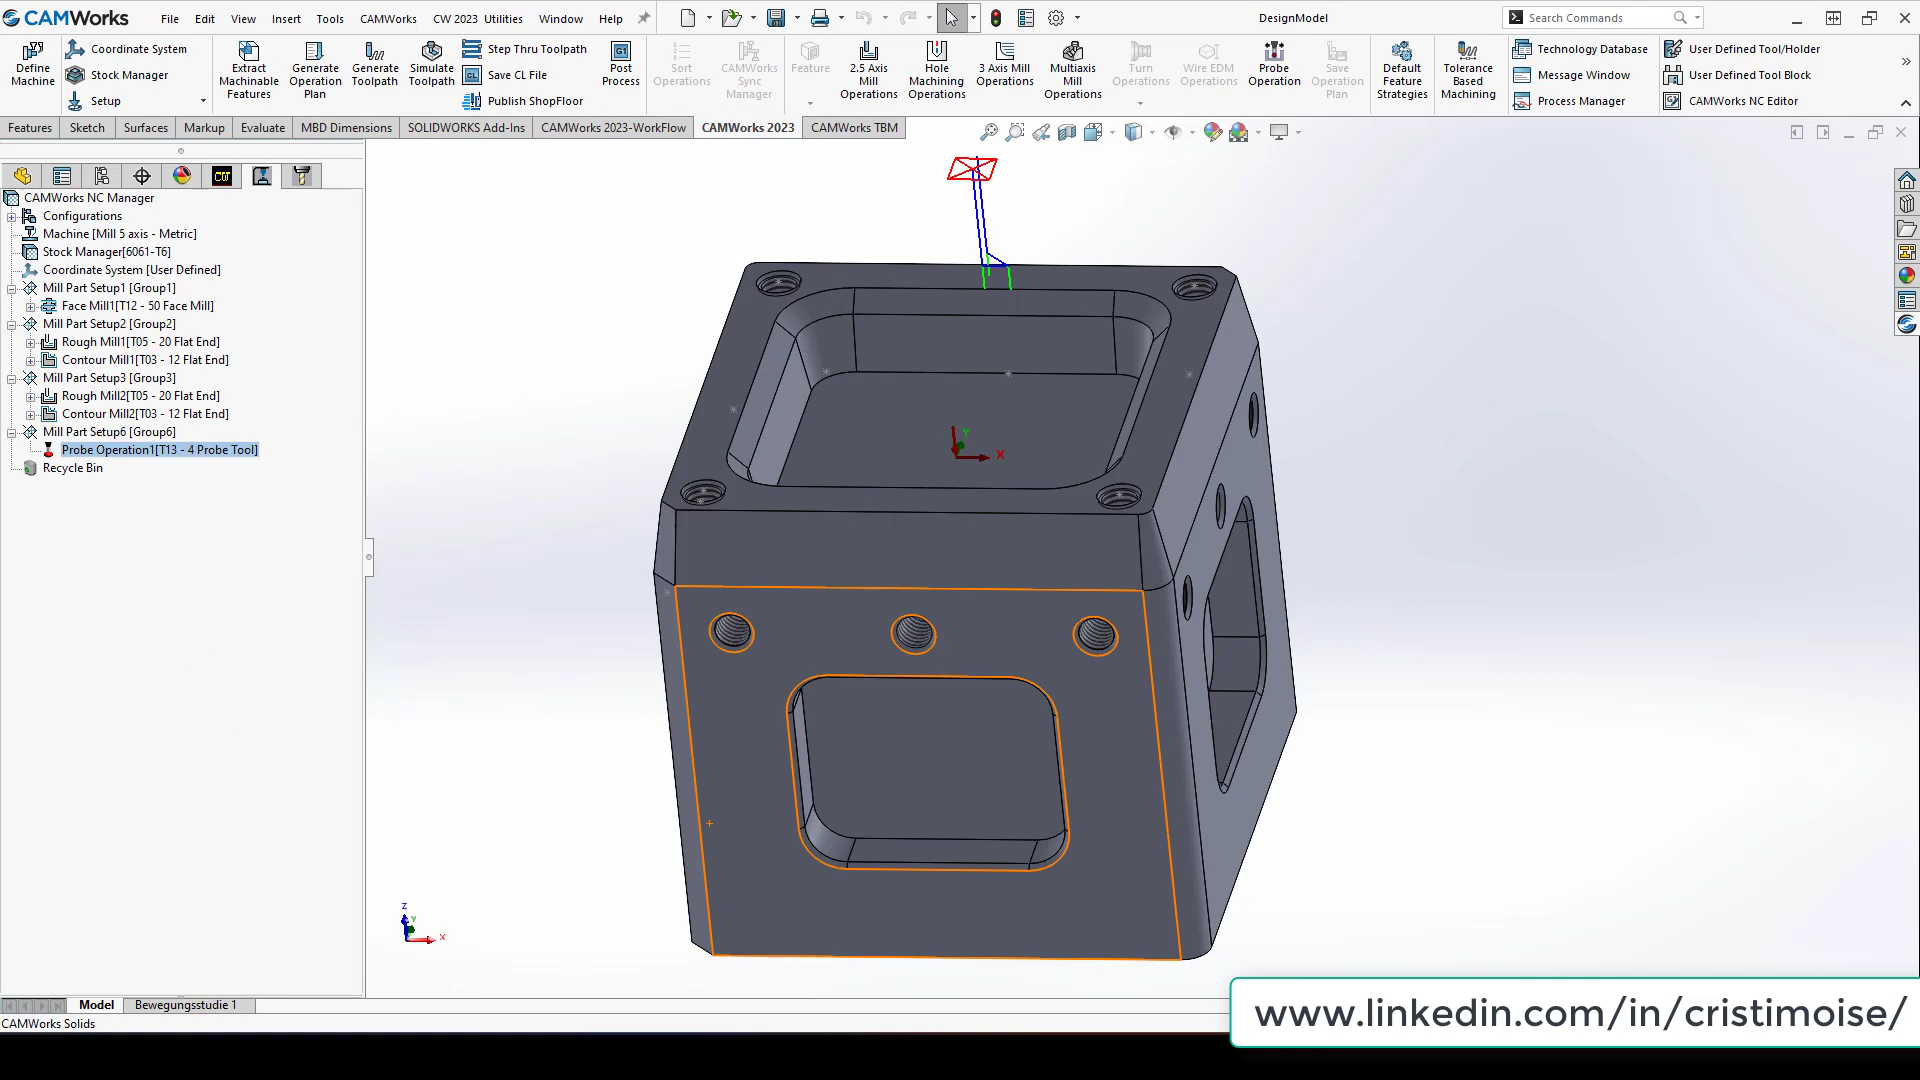 CAMWorks File Edit View Insert Tools CAMWorks CW 2023 Utilities Window Help DesignModel Search Commands
Define Machine
Coordinate System
Stock Manager
Setup
Extract Machinable Features
Generate Operation Plan
Generate Toolpath
Simulate Toolpath
Step Thru Toolpath
Save CL File
Publish ShopFloor
G1
CL
Post Process
Sort Operations
CAMWorks Sync Manager
Feature
2.5 Axis Mill Operations
Hole Machining Operations
3 Axis Mill Operations
Multiaxis Mill Operations
Turn Operations
Wire EDM Operations
Probe Operation
Save Operation Plan
Default Feature Strategies
Tolerance Based Machining
Technology Database
Message Window
Process Manager
User Defined Tool/Holder
User Defined Tool Block
CAMWorks NC Editor
Features Sketch Surfaces Markup Evaluate MBD Dimensions SOLIDWORKS Add-Ins CAMWorks 2023-WorkFlow CAMWorks 2023 CAMWorks TBM
CW
CAMWorks NC Manager
Configurations
Machine [Mill 5 axis - Metric]
Stock Manager[6061-T6]
Coordinate System [User Defined]
Mill Part Setup1 [Group1]
Face Mill1[T12 - 50 Face Mill]
Mill Part Setup2 [Group2]
Rough Mill1[T05 - 20 Flat End]
Contour Mill1[T03 - 12 Flat End]
Mill Part Setup3 [Group3]
Rough Mill2[T05 - 20 Flat End]
Contour Mill2[T03 - 12 Flat End]
Mill Part Setup6 [Group6]
Probe Operation1[T13 - 4 Probe Tool]
Recycle Bin
Y
X
Z
Y
X
Model Bewegungsstudie 1
CAMWorks Solids
www.linkedin.com/in/cristimoise/